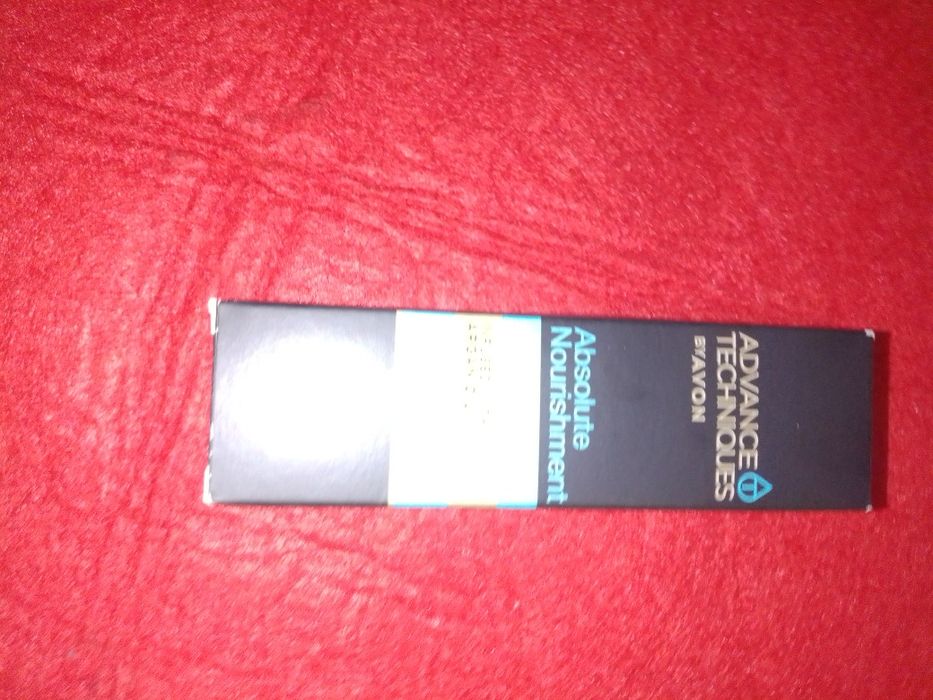 ADVANCE
TECHNIQUES
BY AVON
Absolute
Nourishment